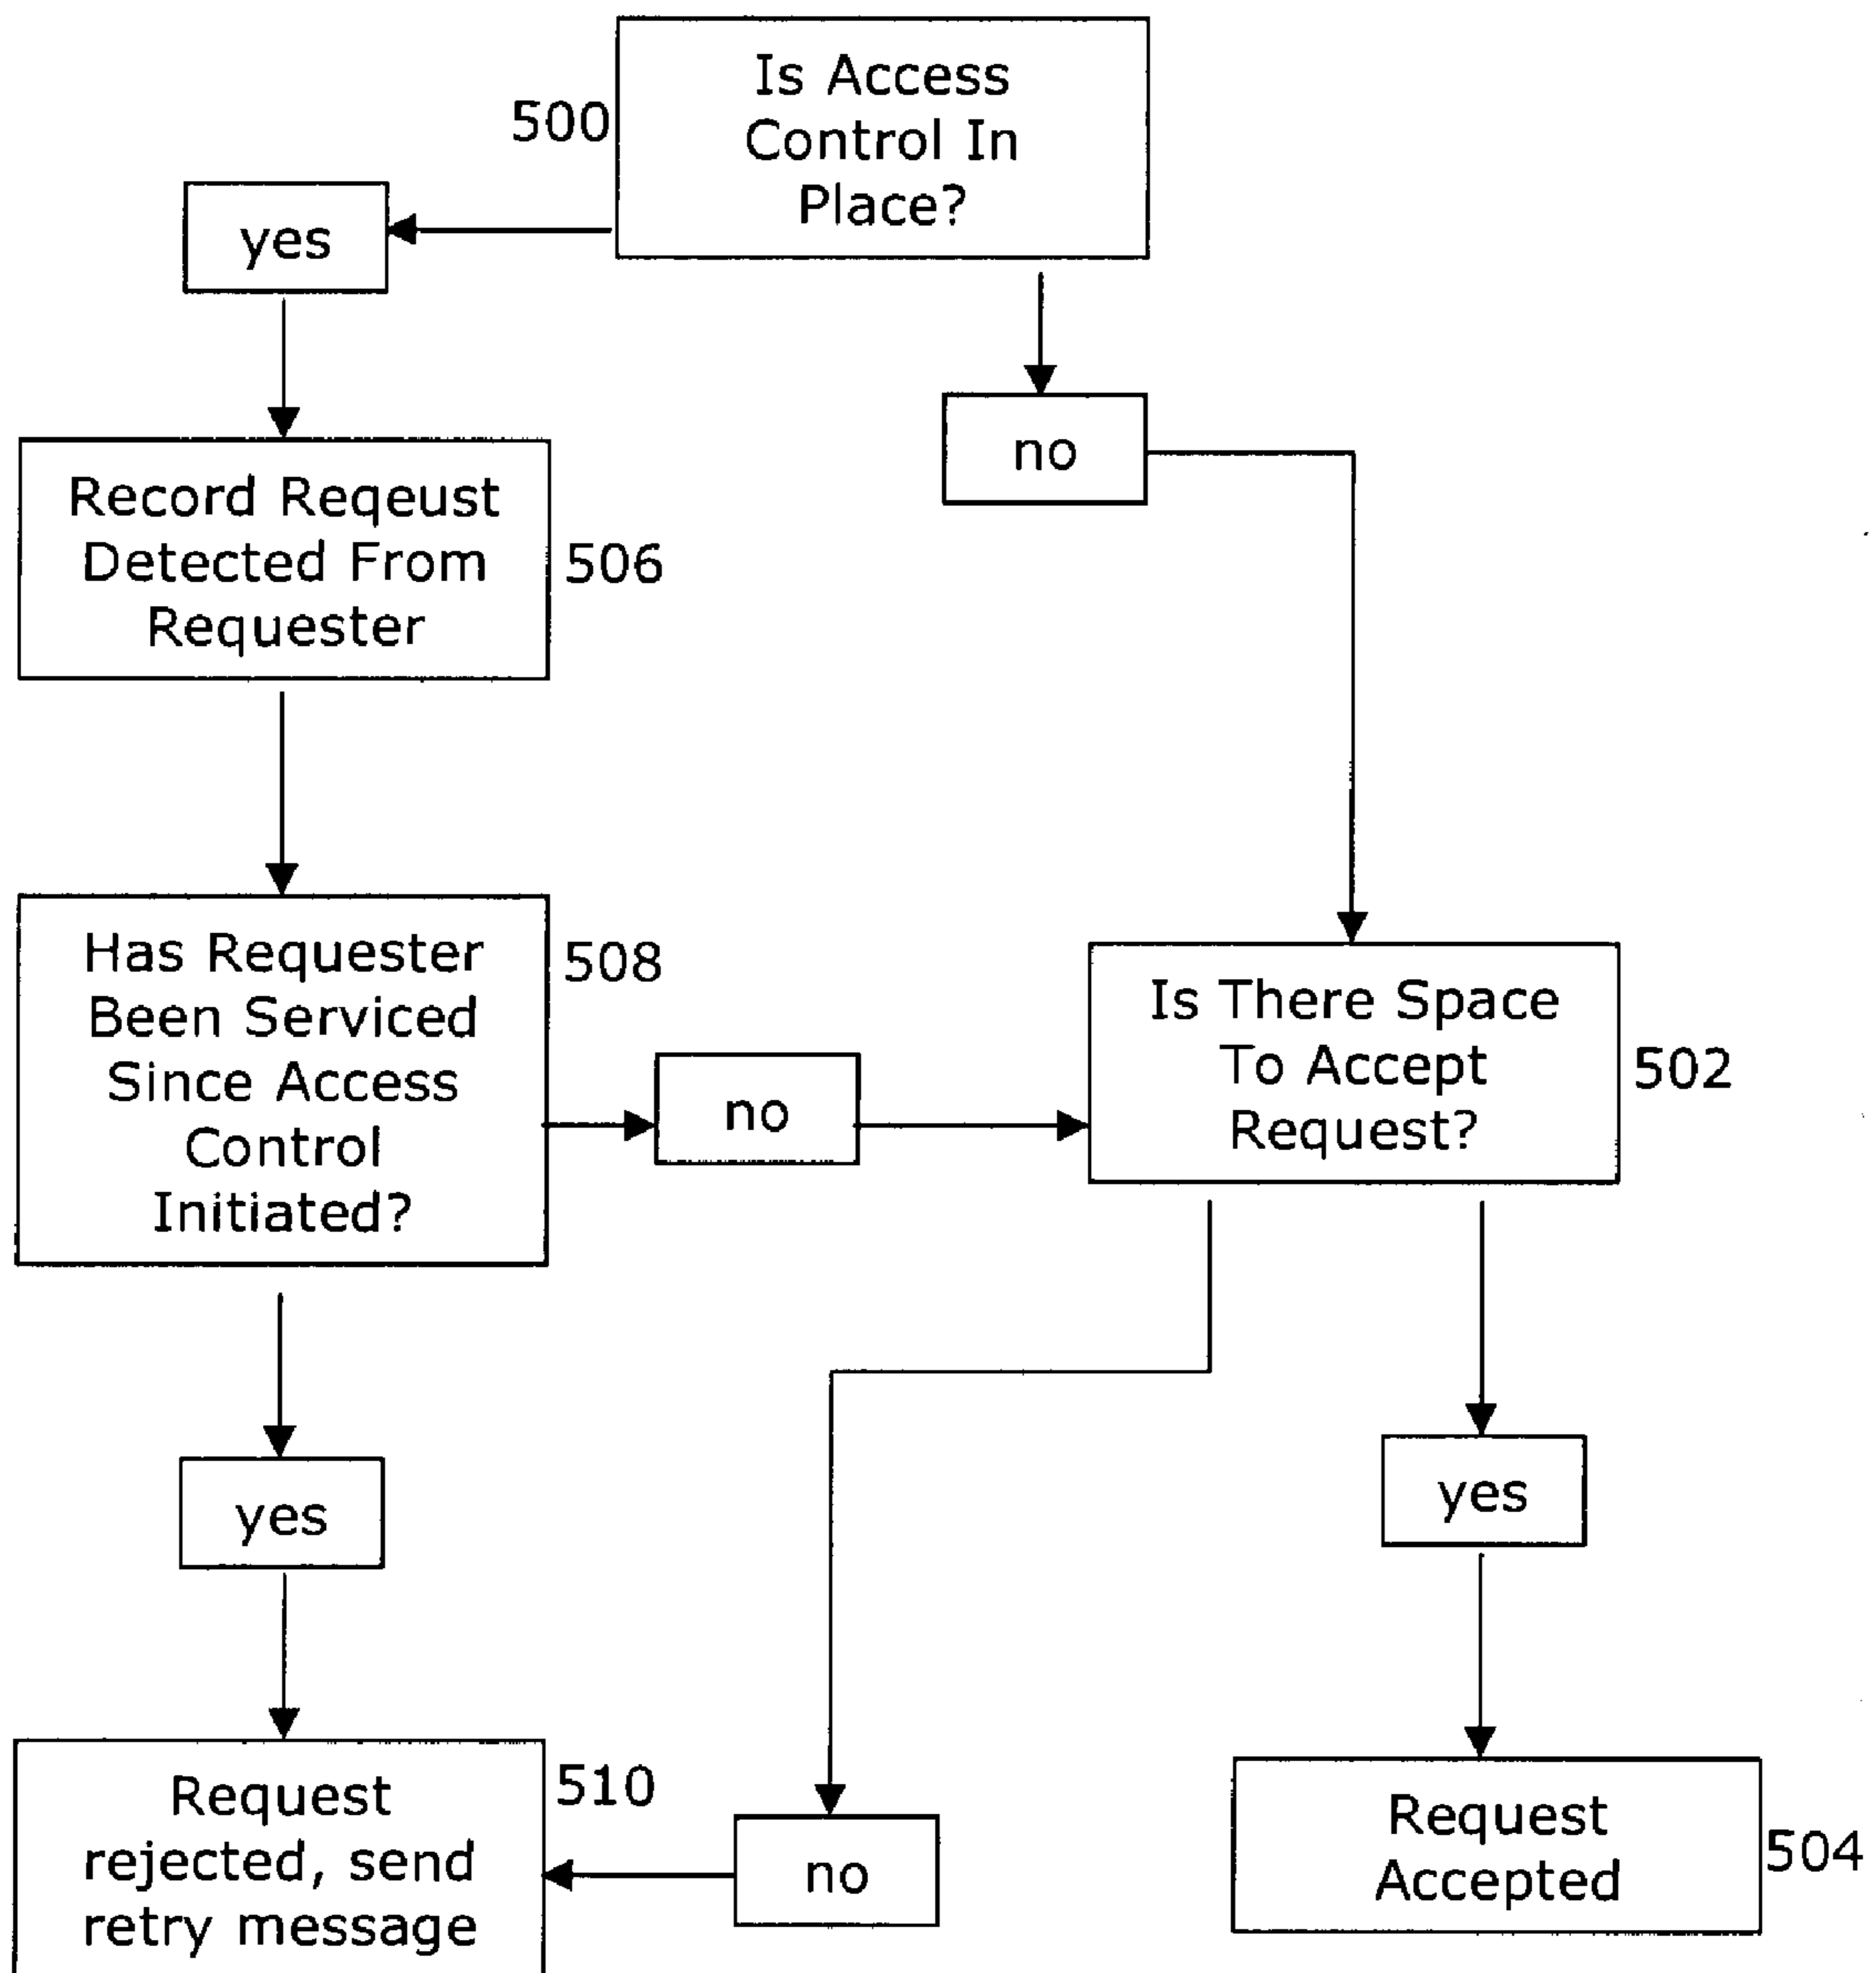 Is Access
Control In
Place?
500
yes
no
Record Reqeust
Detected From
Requester
506
Has Requester
Been Serviced
Since Access
Control
Initiated?
508
no
Is There Space
To Accept
Request?
502
yes
yes
Request
rejected, send
retry message
510
no
Request
Accepted
504